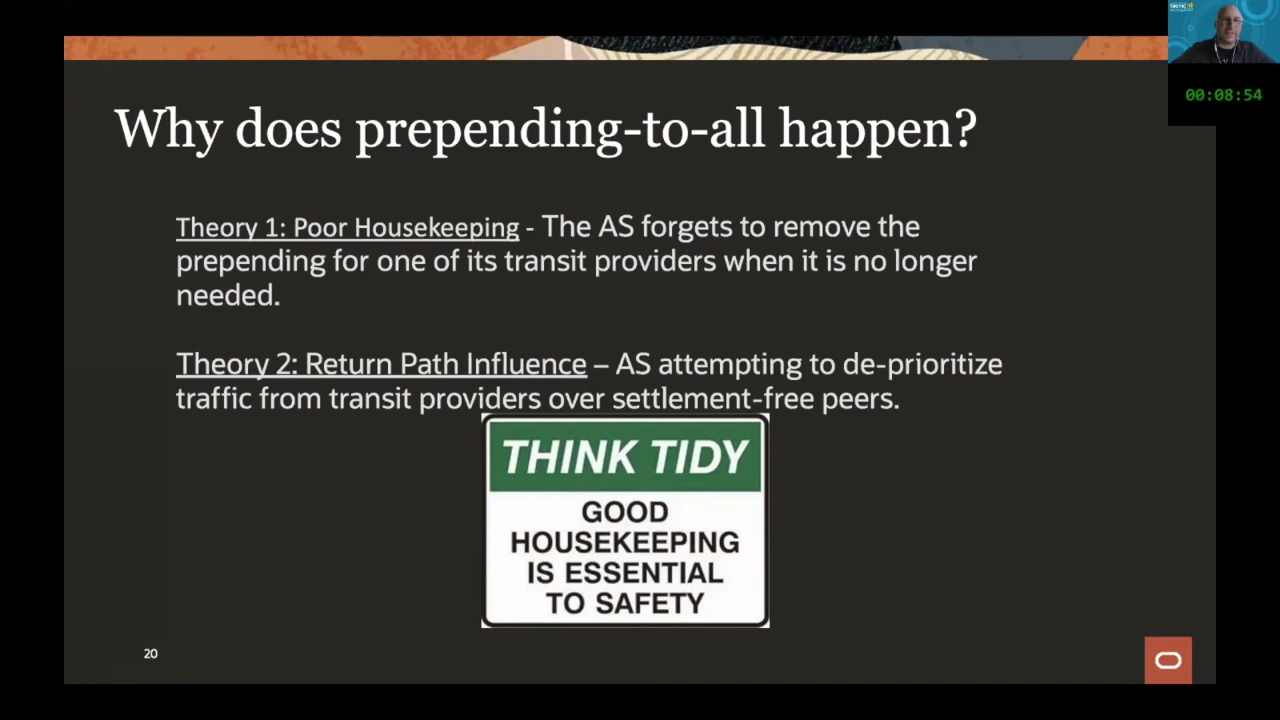 Why does prepending-to-all happen?
00:08:54
Theory 1: Poor Housekeeping - The AS forgets to remove the
prepending for one of its transit providers when it is no longer
needed.
Theory 2: Return Path Influence – AS attempting to de-prioritize
traffic from transit providers over settlement-free peers.
THINK TIDY
GOOD
HOUSEKEEPING
IS ESSENTIAL
TO SAFETY
20